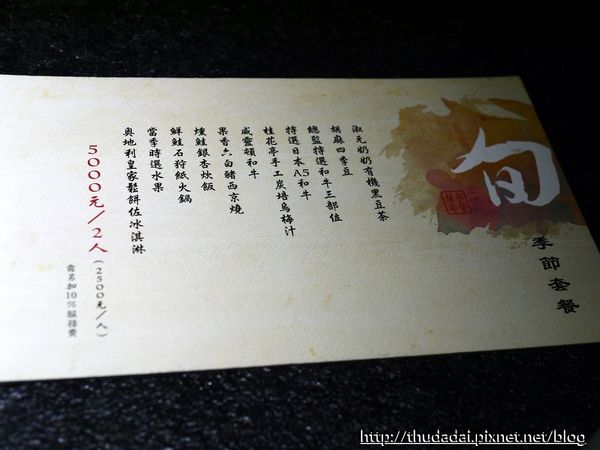 旬
季節套餐
淑元奶奶有機黑豆茶
胡麻四季豆
總監特選和牛三部位
特選日本A5和牛
桂花亭手工炭焙烏梅汁
威靈頓和牛
果香六白豬西京燒
燻鮭銀杏炊飯
鮮鮭石狩紙火鍋
當季時選水果
奧地利皇家鬆餅佐冰淇淋
5000元/2人
(2500元/人)
需另加10%服務費
http://thudadai.pixnet.net/blog